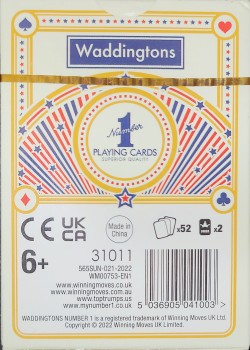 Waddingtons
Number
1
PLAYING CARDS
SUPERIOR QUALITY
CE UK
CA
Made in
China
x52
x2
6+
31011
565SUN-021-2022
WM00753-EN1
www.winningmoves.com
www.winningmoves.co.uk
www.toptrumps.us
www.mynumber1.co.uk
5 036905 041003 >
WADDINGTONS NUMBER 1 is a registered trademark of Winning Moves UK Ltd.
Copyright © 2022 Winning Moves UK Limited.